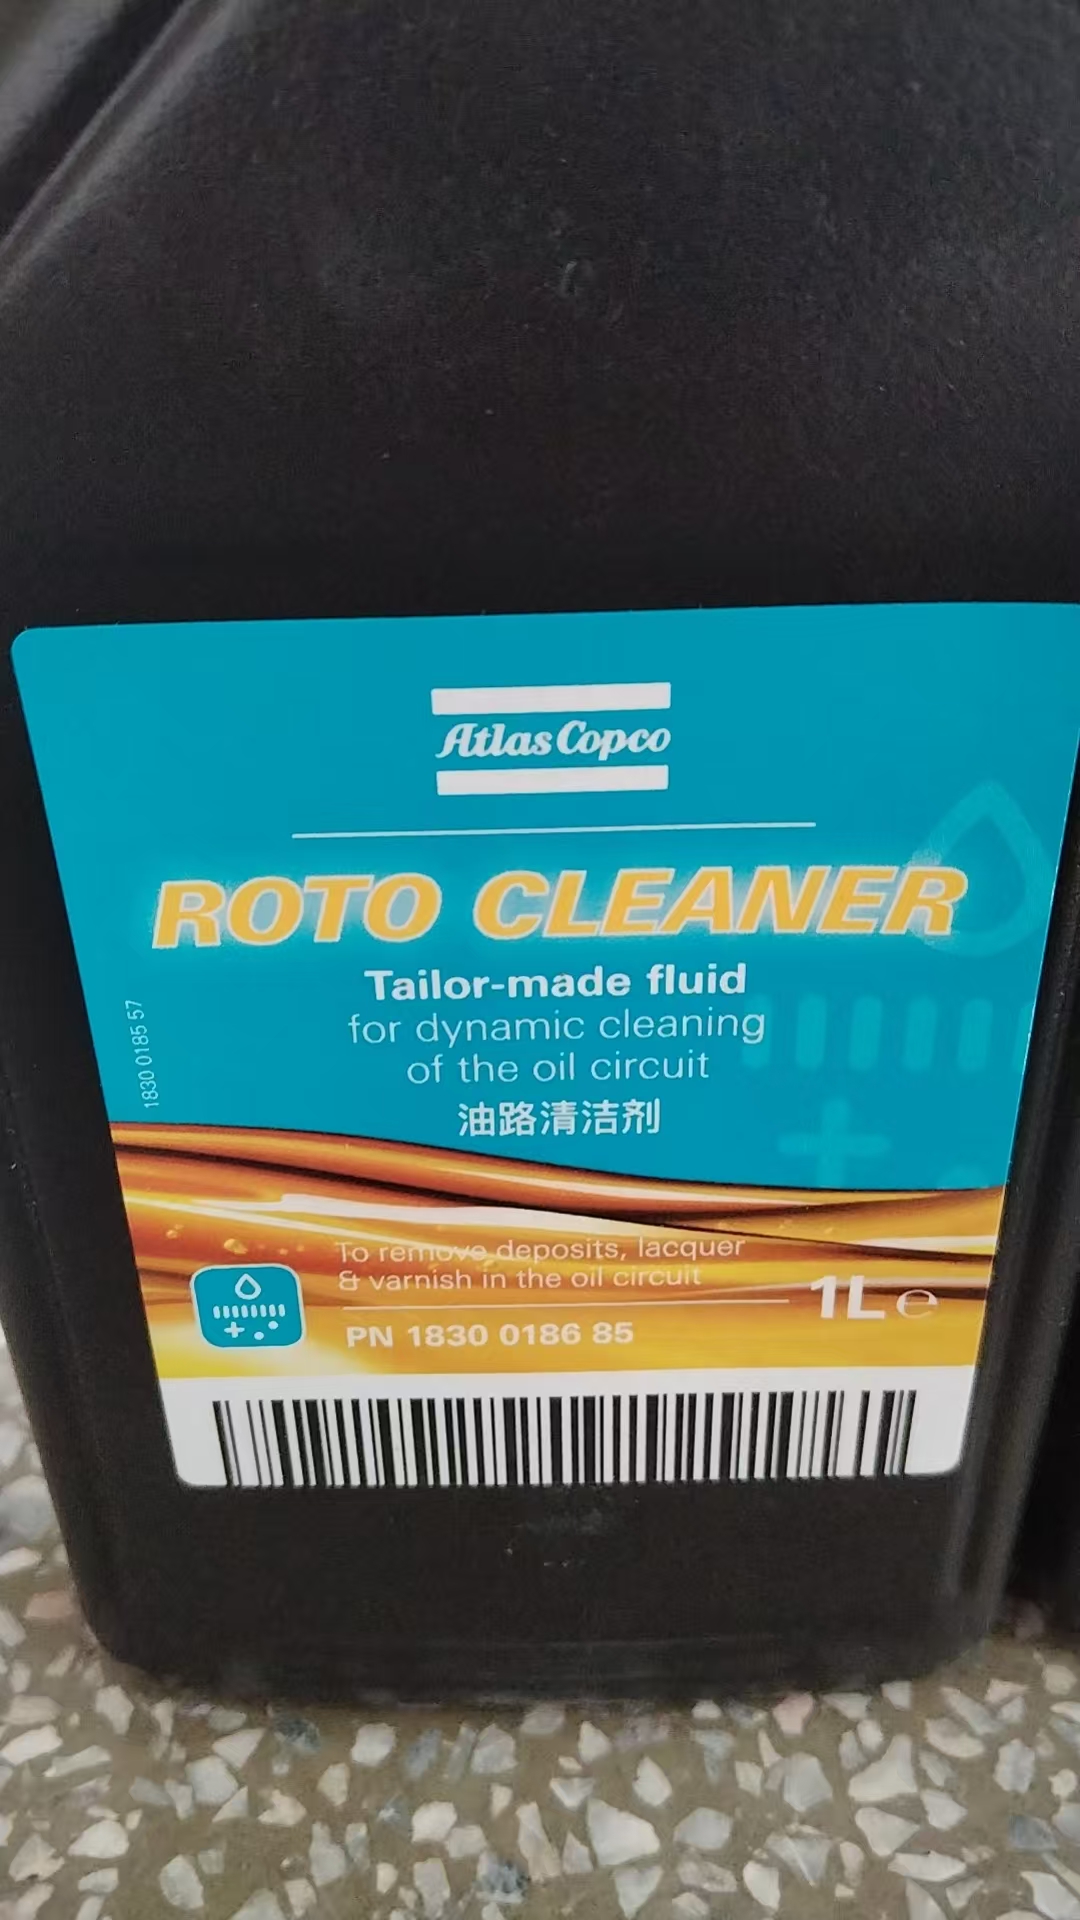 Atlas Copco
ROTO CLEANER
Tailor-made fluid
for dynamic cleaning
of the oil circuit
油路清洁剂
1830 0185 57
To remove deposits, lacquer
& varnish in the oil circuit
1L ℮
PN 1830 0186 85